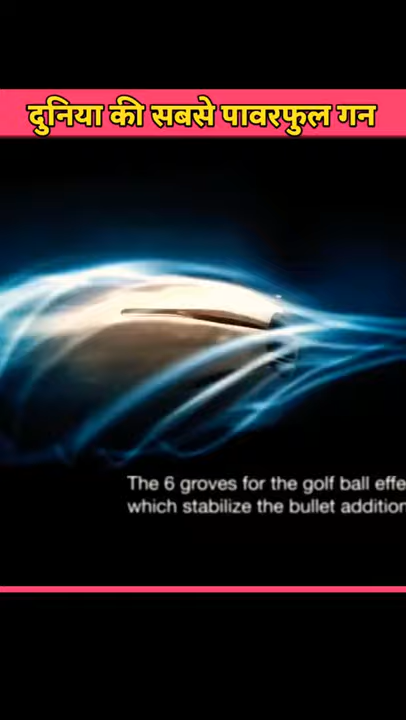 दुनिया की सबसे पावरफुल गन
The 6 groves for the golf ball effe
which stabilize the bullet addition